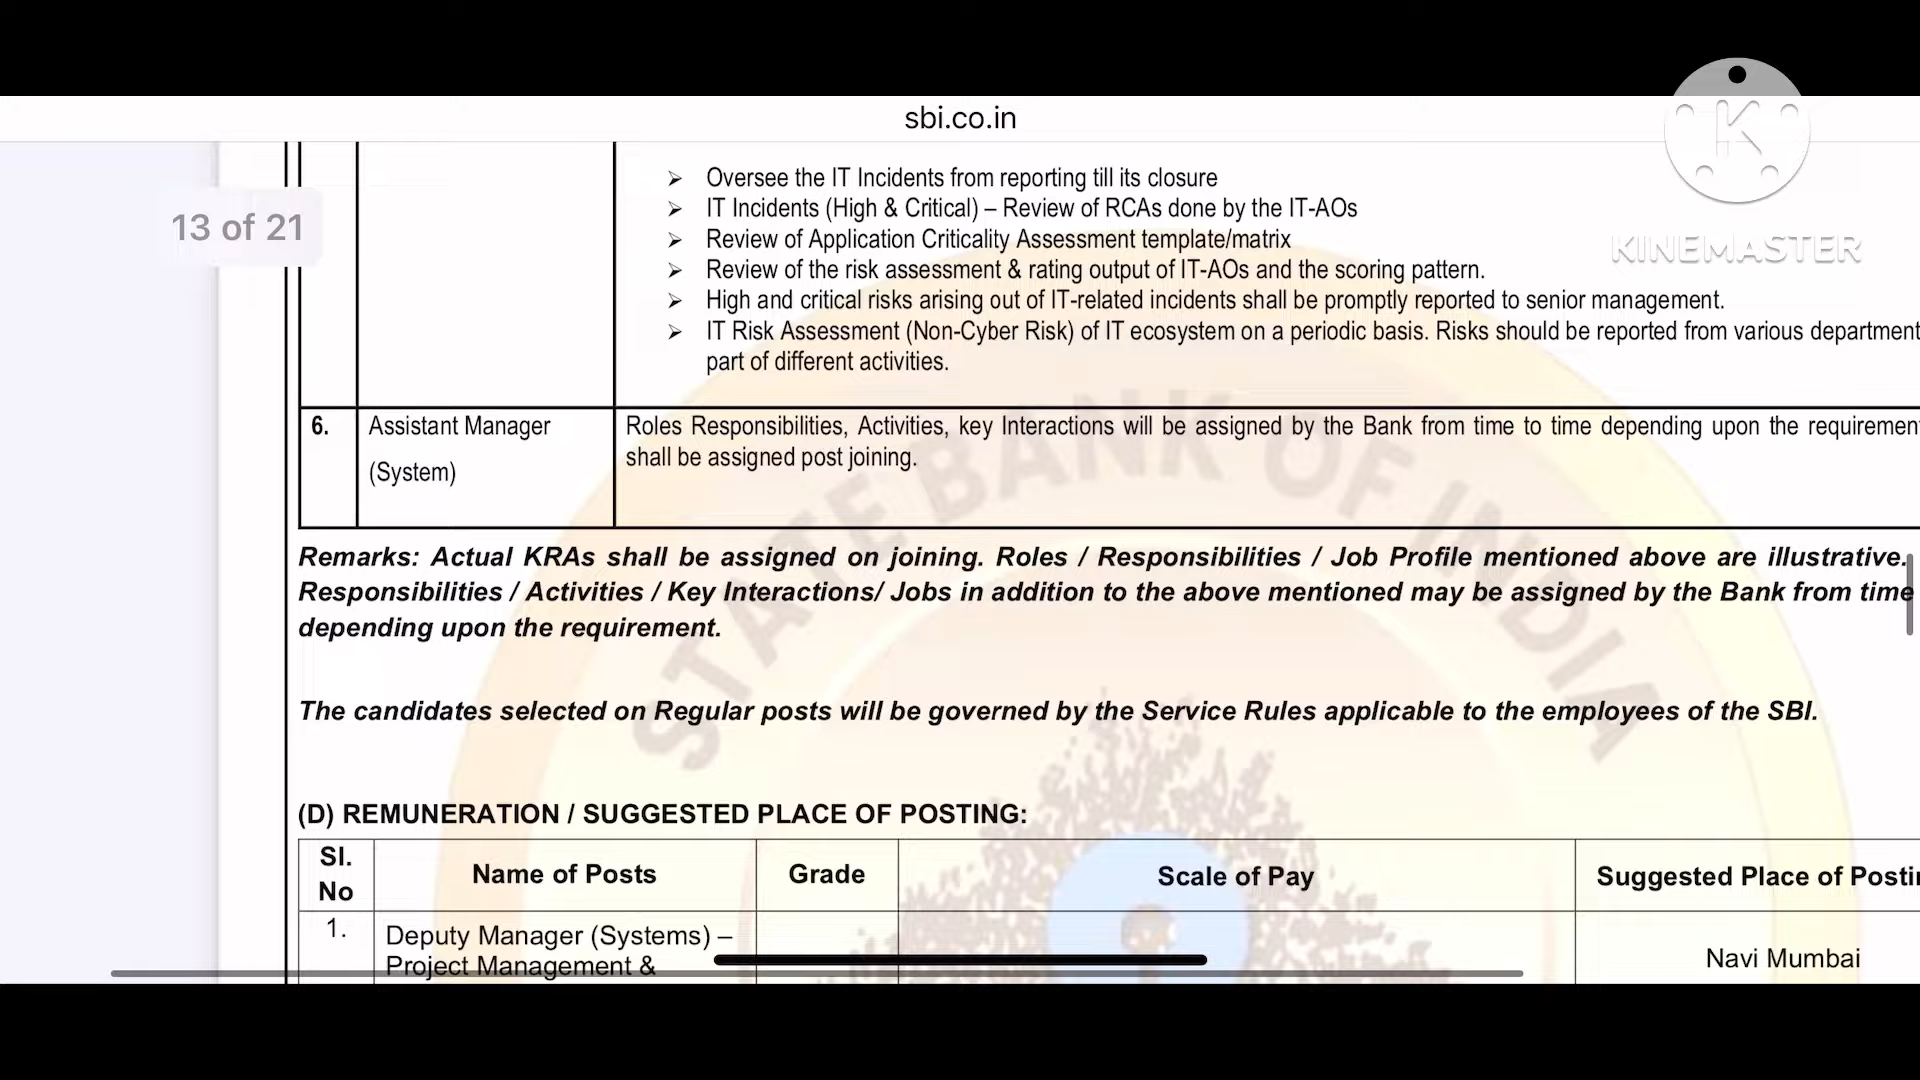 sbi.co.in
13 of 21
K
KINEMASTER
➢ Oversee the IT Incidents from reporting till its closure
➢ IT Incidents (High & Critical) – Review of RCAs done by the IT-AOs
➢ Review of Application Criticality Assessment template/matrix
➢ Review of the risk assessment & rating output of IT-AOs and the scoring pattern.
➢ High and critical risks arising out of IT-related incidents shall be promptly reported to senior management.
➢ IT Risk Assessment (Non-Cyber Risk) of IT ecosystem on a periodic basis. Risks should be reported from various department
part of different activities.
6. Assistant Manager Roles Responsibilities, Activities, key Interactions will be assigned by the Bank from time to time depending upon the requiremen
(System) shall be assigned post joining.
STATE BANK OF INDIA
Remarks: Actual KRAs shall be assigned on joining. Roles / Responsibilities / Job Profile mentioned above are illustrative.
Responsibilities / Activities / Key Interactions/ Jobs in addition to the above mentioned may be assigned by the Bank from time
depending upon the requirement.
The candidates selected on Regular posts will be governed by the Service Rules applicable to the employees of the SBI.
(D) REMUNERATION / SUGGESTED PLACE OF POSTING:
Sl. No Name of Posts Grade Scale of Pay Suggested Place of Postin
1. Deputy Manager (Systems) – Navi Mumbai
Project Management &